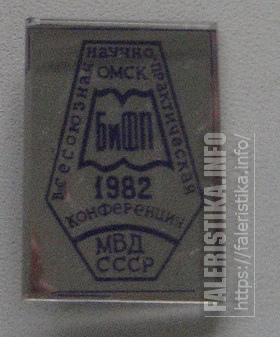 Всесоюзная научно-практическая
ОМСК
БиФП
1982
конференция
МВД
СССР
FALERISTIKA.INFO
https://faleristika.info/